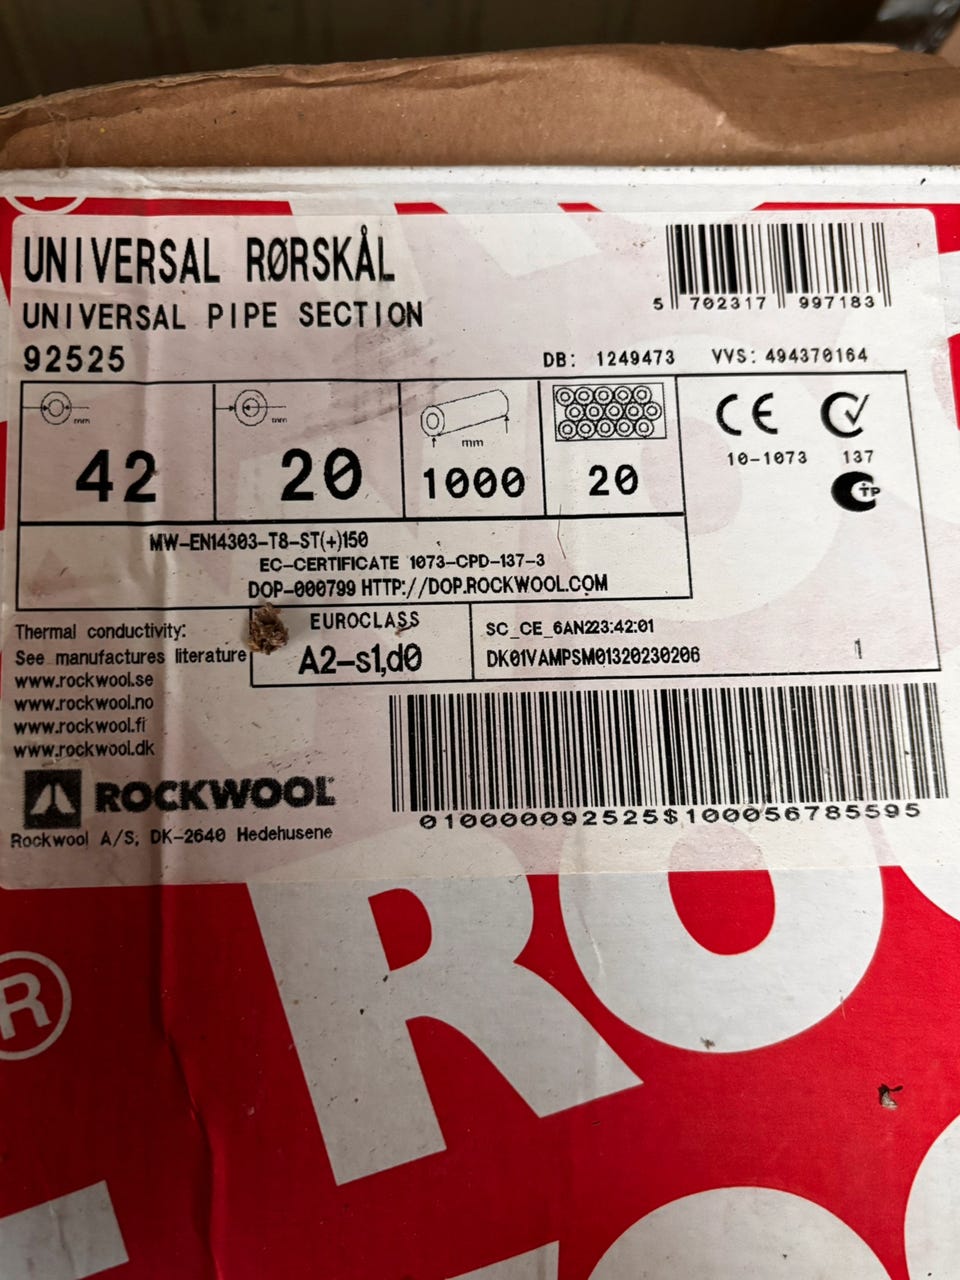 UNIVERSAL RØRSKÅL
UNIVERSAL PIPE SECTION
92525
5 702317 997183
DB: 1249473 VVS: 494370164
mm
mm
mm
42
20
1000
20
CE
10-1073 137
TP
MW-EN14303-T8-ST(+)150
EC-CERTIFICATE 1073-CPD-137-3
DOP-000799 HTTP://DOP.ROCKWOOL.COM
Thermal conductivity:
See manufactures literature
www.rockwool.se
www.rockwool.no
www.rockwool.fi
www.rockwool.dk
EUROCLASS
A2-s1,d0
SC_CE_6AN223:42:01
DK01VAMPSM01320230206
1
ROCKWOOL
Rockwool A/S, DK-2640 Hedehusene
010000092525$100056785595
RO
R